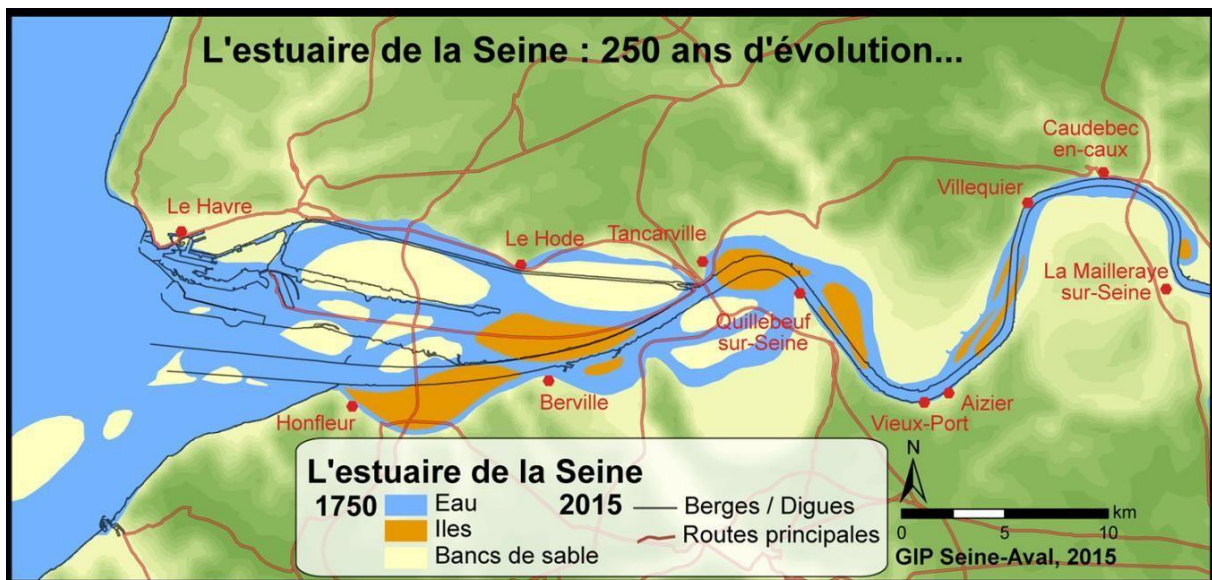 L'estuaire de la Seine : 250 ans d'évolution...
Caudebec
en-caux
Villequier
Le Havre
Le Hode
Tancarville
La Mailleraye
sur-Seine
Quillebeuf
sur-Seine
Berville
Aizier
Honfleur
Vieux-Port
L'estuaire de la Seine
1750
Eau
Iles
Bancs de sable
2015
Berges / Digues
Routes principales
N
km
0 5 10
GIP Seine-Aval, 2015